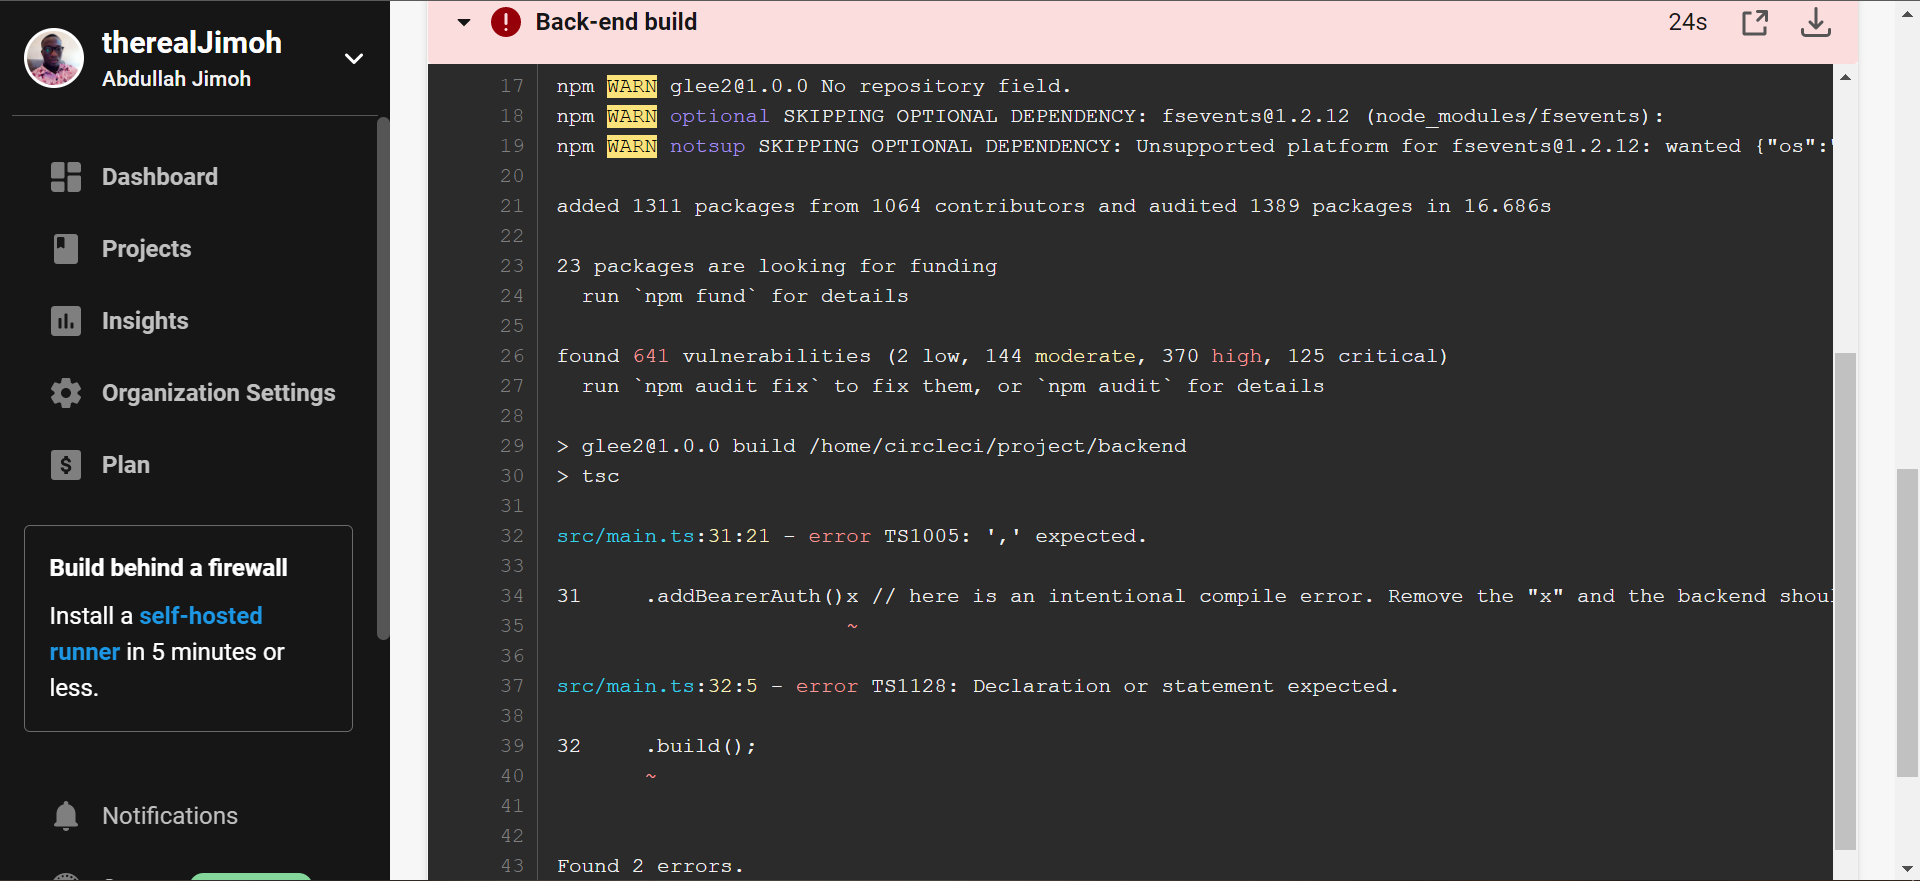 therealJimoh
Abdullah Jimoh
Dashboard
Projects
Insights
Organization Settings
$ Plan
Build behind a firewall
Install a self-hosted
runner in 5 minutes or
less.
Notifications
! Back-end build
24s
17 npm WARN glee2@1.0.0 No repository field.
18 npm WARN optional SKIPPING OPTIONAL DEPENDENCY: fsevents@1.2.12 (node_modules/fsevents):
19 npm WARN notsup SKIPPING OPTIONAL DEPENDENCY: Unsupported platform for fsevents@1.2.12: wanted {"os":
20
21 added 1311 packages from 1064 contributors and audited 1389 packages in 16.686s
22
23 23 packages are looking for funding
24 run `npm fund` for details
25
26 found 641 vulnerabilities (2 low, 144 moderate, 370 high, 125 critical)
27 run `npm audit fix` to fix them, or `npm audit` for details
28
29 > glee2@1.0.0 build /home/circleci/project/backend
30 > tsc
31
32 src/main.ts:31:21 - error TS1005: ',' expected.
33
34 31 .addBearerAuth()x // here is an intentional compile error. Remove the "x" and the backend shoul
35 ~
36
37 src/main.ts:32:5 - error TS1128: Declaration or statement expected.
38
39 32 .build();
40 ~
41
42
43 Found 2 errors.